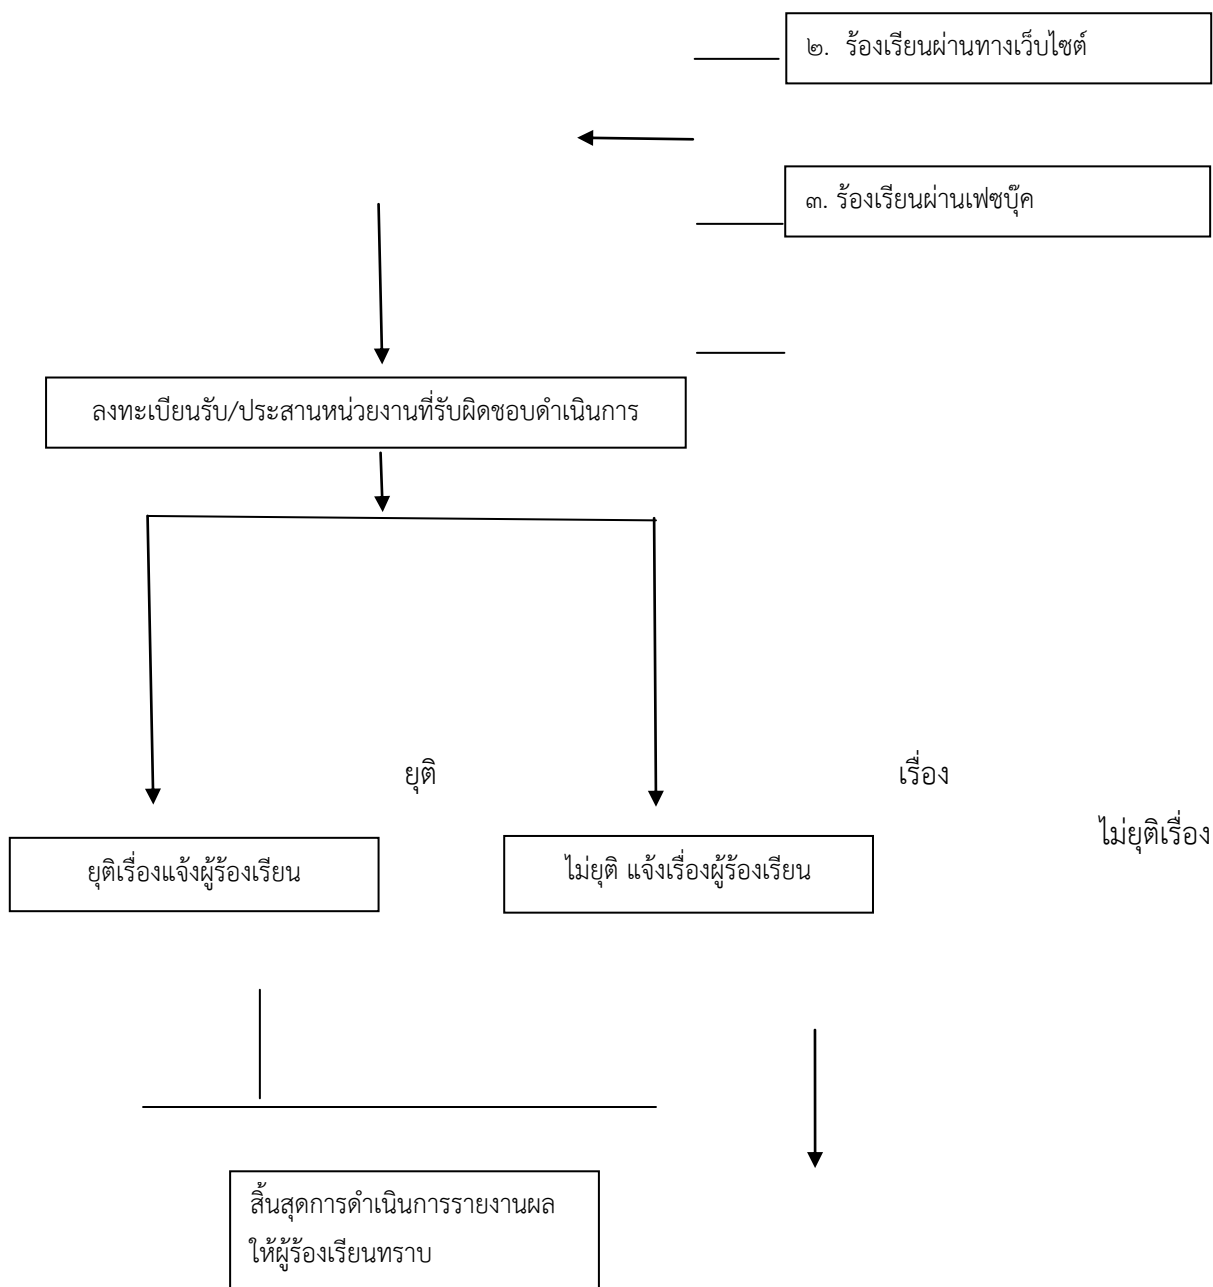 ๒. ร้องเรียนผ่านทางเว็บไซต์
๓. ร้องเรียนผ่านเฟซบุ๊ค
ลงทะเบียนรับ/ประสานหน่วยงานที่รับผิดชอบดำเนินการ
ยุติ เรื่อง
ไม่ยุติเรื่อง
ยุติเรื่องแจ้งผู้ร้องเรียน
ไม่ยุติ แจ้งเรื่องผู้ร้องเรียน
สิ้นสุดการดำเนินการรายงานผล
ให้ผู้ร้องเรียนทราบ